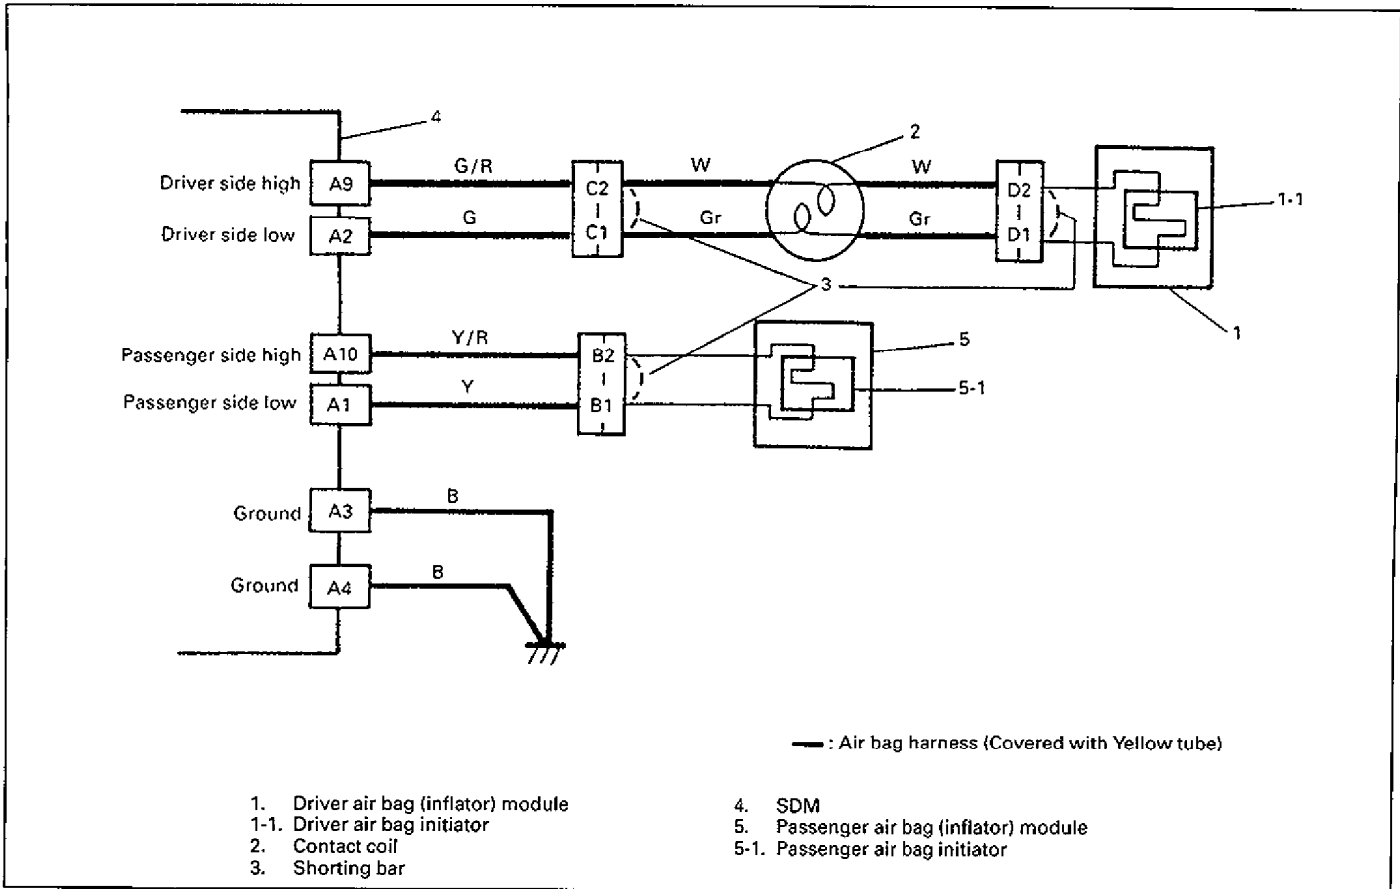 4
2
Driver side high A9 G/R C2 W W D2
1-1
Driver side low A2 G C1 Gr Gr D1
3
1
Passenger side high A10 Y/R B2
5
Passenger side low A1 Y B1
5-1
Ground A3 B
Ground A4 B
: Air bag harness (Covered with Yellow tube)
1. Driver air bag (inflator) module
1-1. Driver air bag initiator
2. Contact coil
3. Shorting bar
4. SDM
5. Passenger air bag (inflator) module
5-1. Passenger air bag initiator